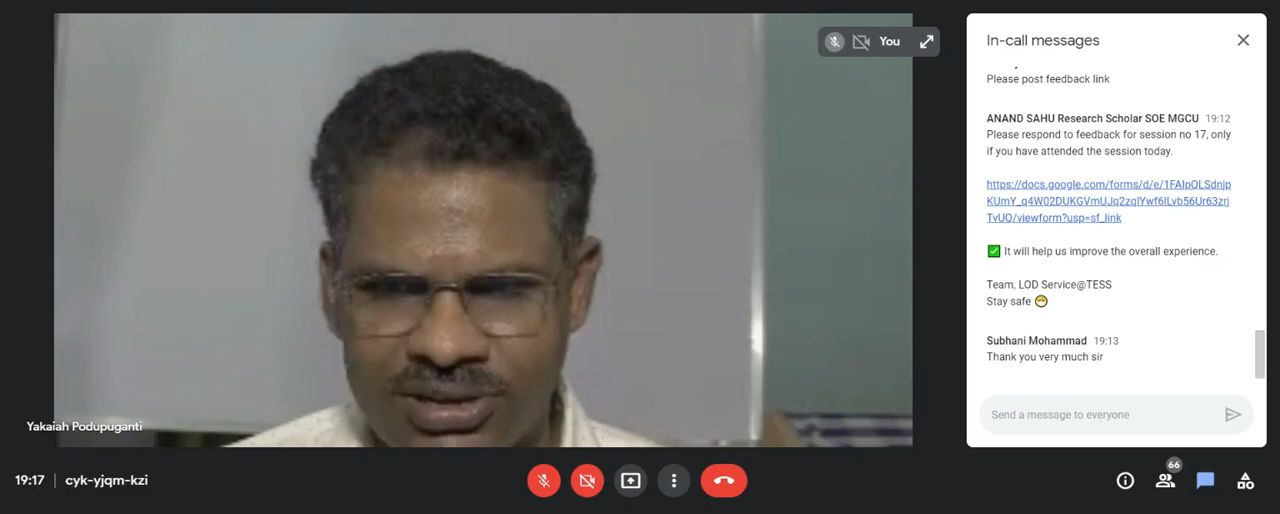 You
In-call messages
Please post feedback link
ANAND SAHU Research Scholar SOE MGCU 19:12
Please respond to feedback for session no 17, only
if you have attended the session today.
https://docs.google.com/forms/d/e/1FAIpQLSdnjp
KUmY_q4W02DUKGVmUJq2zqIYwf6ILvb56Ur63zrj
TvUQ/viewform?usp=sf_link
✅ It will help us improve the overall experience.
Team, LOD Service@TESS
Stay safe 😷
Subhani Mohammad 19:13
Thank you very much sir
Send a message to everyone
Yakaiah Podupuganti
19:17 | cyk-yjqm-kzi
66